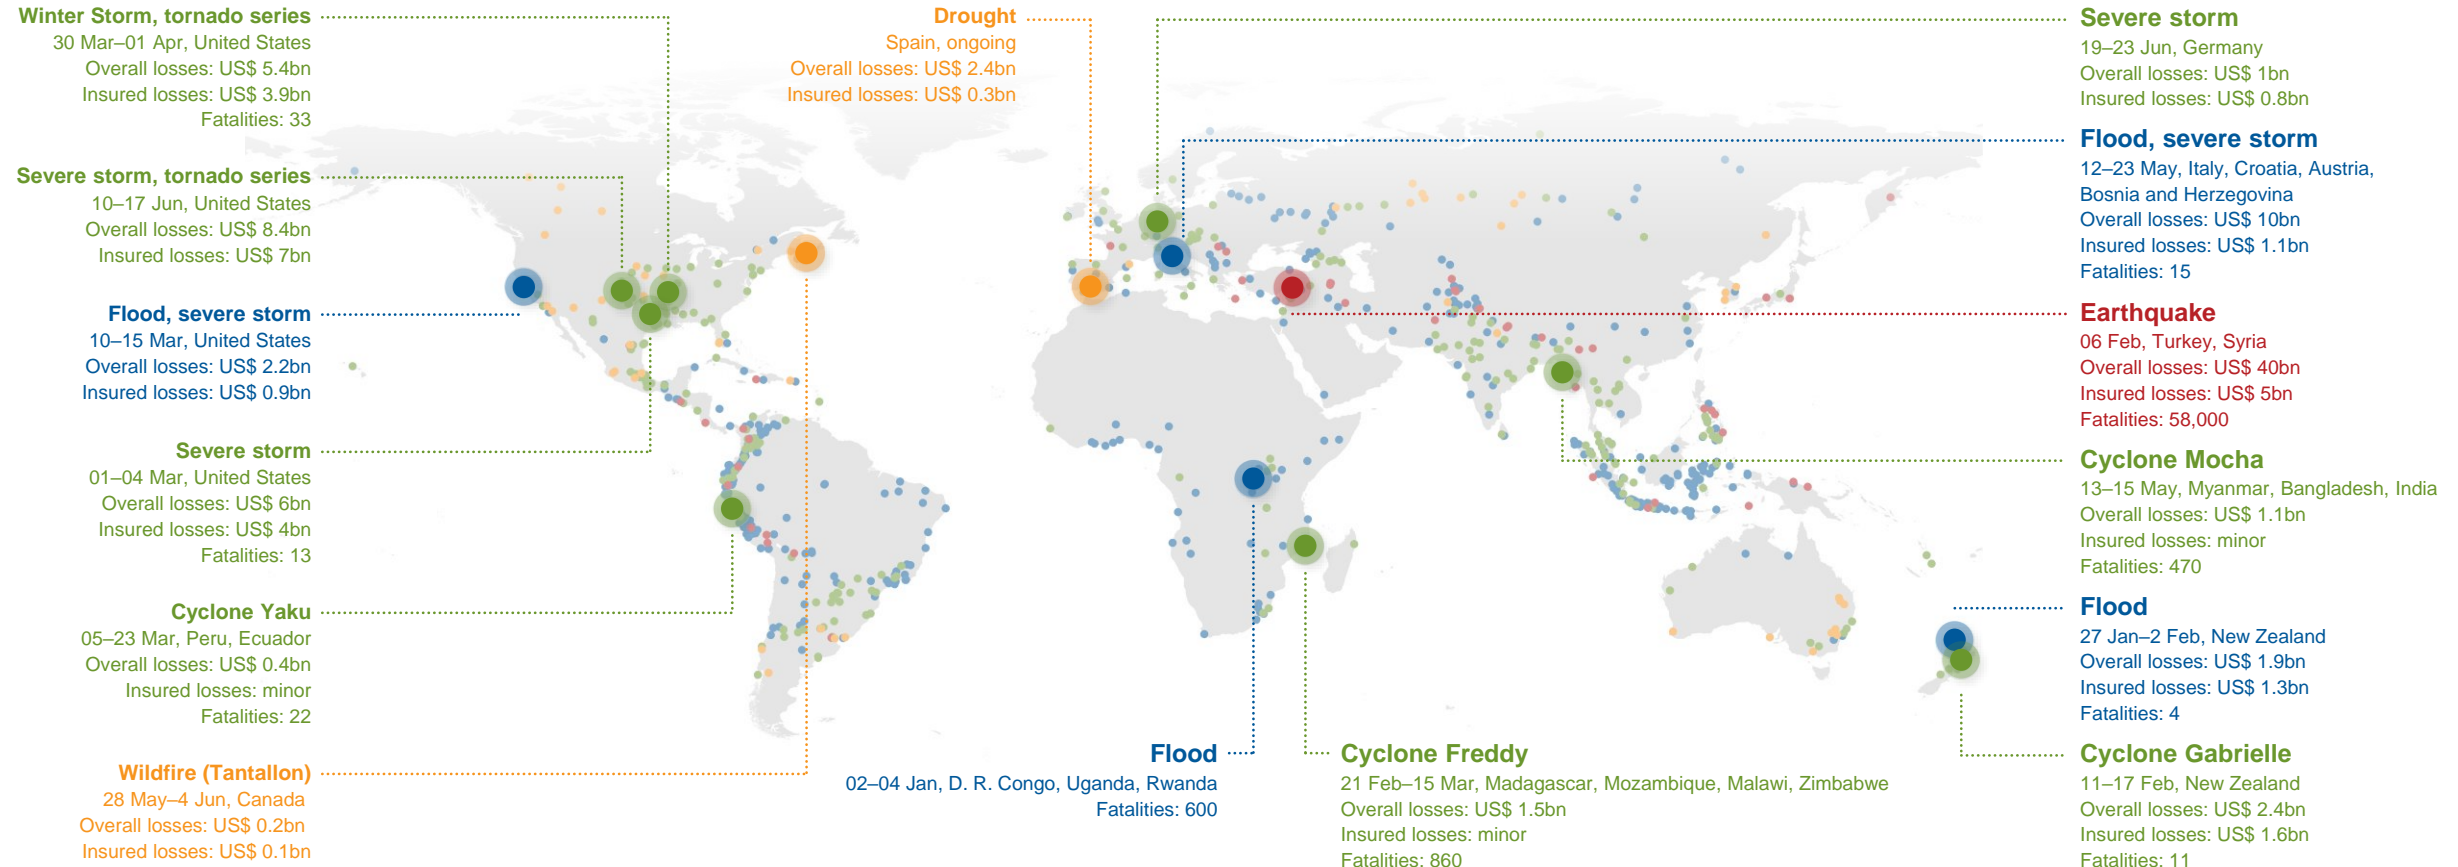 Winter Storm, tornado series
30 Mar–01 Apr, United States
Overall losses: US$ 5.4bn
Insured losses: US$ 3.9bn
Fatalities: 33
Severe storm, tornado series
10–17 Jun, United States
Overall losses: US$ 8.4bn
Insured losses: US$ 7bn
Flood, severe storm
10–15 Mar, United States
Overall losses: US$ 2.2bn
Insured losses: US$ 0.9bn
Severe storm
01–04 Mar, United States
Overall losses: US$ 6bn
Insured losses: US$ 4bn
Fatalities: 13
Cyclone Yaku
05–23 Mar, Peru, Ecuador
Overall losses: US$ 0.4bn
Insured losses: minor
Fatalities: 22
Wildfire (Tantallon)
28 May–4 Jun, Canada
Overall losses: US$ 0.2bn
Insured losses: US$ 0.1bn
Drought
Spain, ongoing
Overall losses: US$ 2.4bn
Insured losses: US$ 0.3bn
Flood
02–04 Jan, D. R. Congo, Uganda, Rwanda
Fatalities: 600
Cyclone Freddy
21 Feb–15 Mar, Madagascar, Mozambique, Malawi, Zimbabwe
Overall losses: US$ 1.5bn
Insured losses: minor
Fatalities: 860
Severe storm
19–23 Jun, Germany
Overall losses: US$ 1bn
Insured losses: US$ 0.8bn
Flood, severe storm
12–23 May, Italy, Croatia, Austria,
Bosnia and Herzegovina
Overall losses: US$ 10bn
Insured losses: US$ 1.1bn
Fatalities: 15
Earthquake
06 Feb, Turkey, Syria
Overall losses: US$ 40bn
Insured losses: US$ 5bn
Fatalities: 58,000
Cyclone Mocha
13–15 May, Myanmar, Bangladesh, India
Overall losses: US$ 1.1bn
Insured losses: minor
Fatalities: 470
Flood
27 Jan–2 Feb, New Zealand
Overall losses: US$ 1.9bn
Insured losses: US$ 1.3bn
Fatalities: 4
Cyclone Gabrielle
11–17 Feb, New Zealand
Overall losses: US$ 2.4bn
Insured losses: US$ 1.6bn
Fatalities: 11